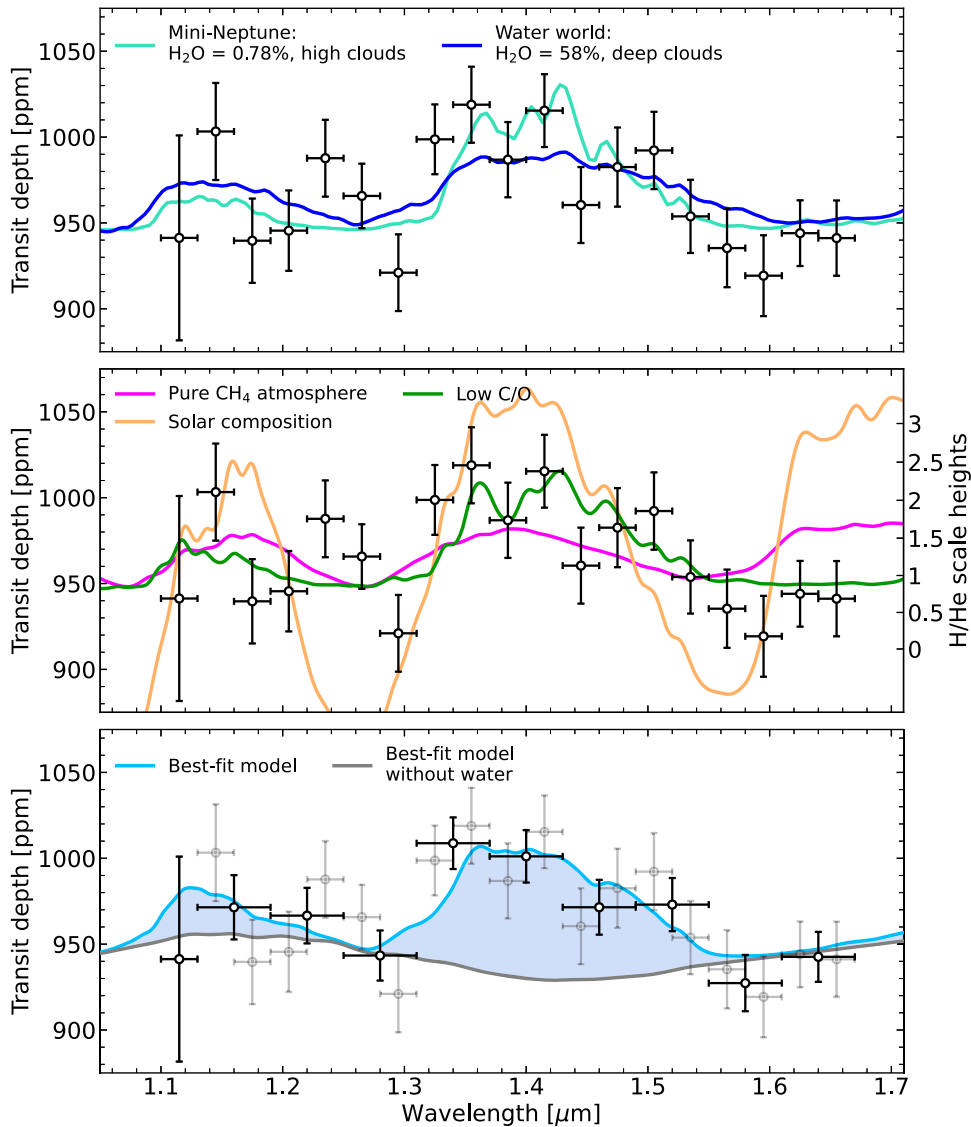 Mini-Neptune:
H₂O = 0.78%, high clouds
Water world:
H₂O = 58%, deep clouds
Transit depth [ppm]
1050
1000
950
900
Pure CH₄ atmosphere
Low C/O
Solar composition
Transit depth [ppm]
1050
1000
950
900
H/He scale heights
3
2.5
2
1.5
1
0.5
0
Best-fit model
Best-fit model
without water
Transit depth [ppm]
1050
1000
950
900
1.1
1.2
1.3
1.4
1.5
1.6
1.7
Wavelength [μm]